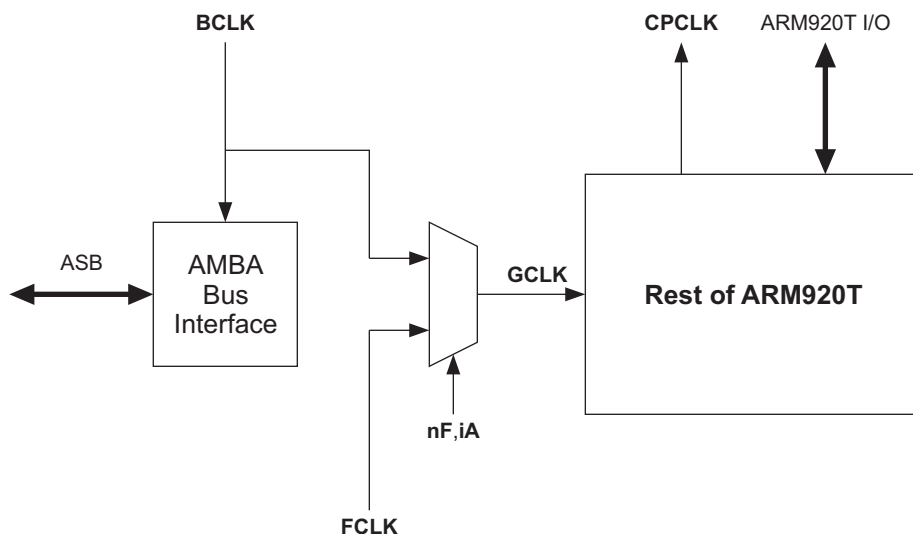 BCLK
CPCLK
ARM920T I/O
ASB
AMBA
Bus
Interface
GCLK
Rest of ARM920T
nF,iA
FCLK